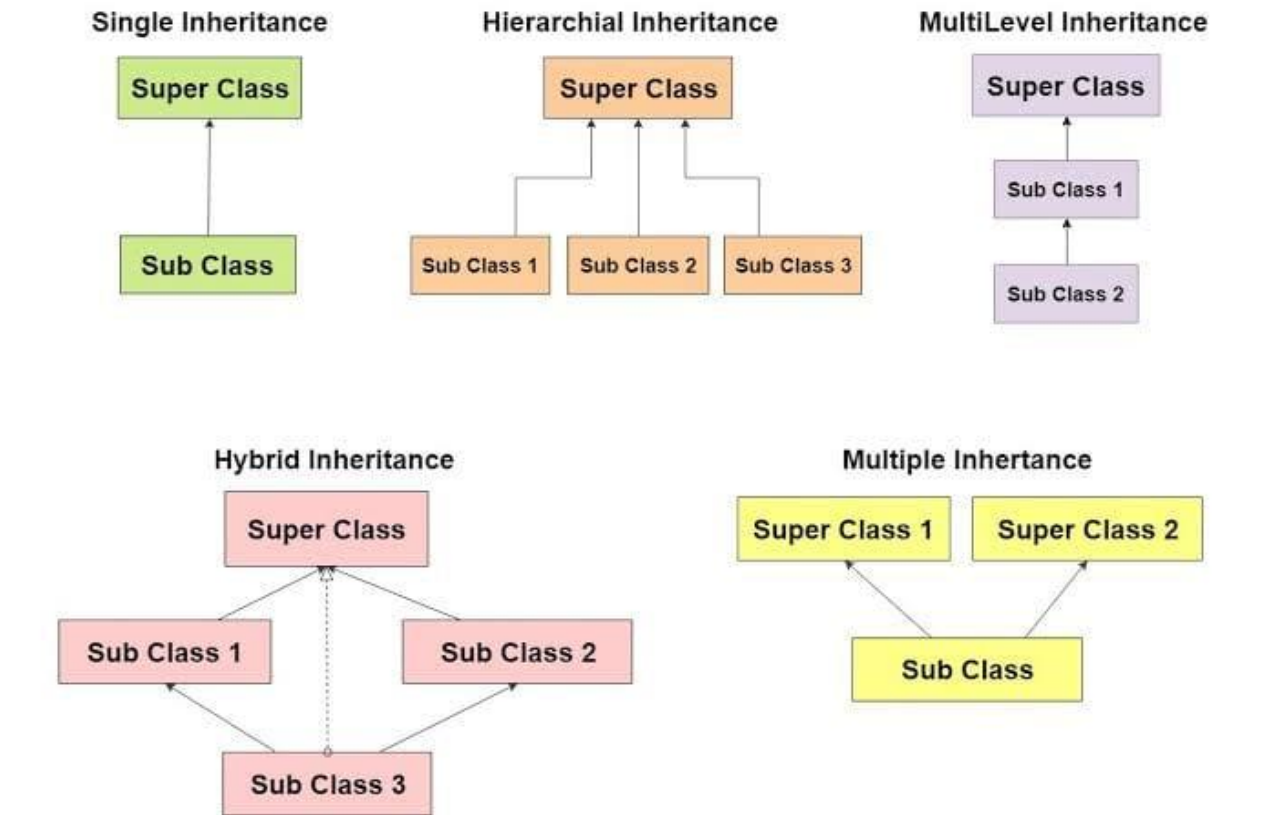 Single Inheritance
Super Class
Sub Class
Hierarchial Inheritance
Super Class
Sub Class 1
Sub Class 2
Sub Class 3
MultiLevel Inheritance
Super Class
Sub Class 1
Sub Class 2
Hybrid Inheritance
Super Class
Sub Class 1
Sub Class 2
Sub Class 3
Multiple Inhertance
Super Class 1
Super Class 2
Sub Class